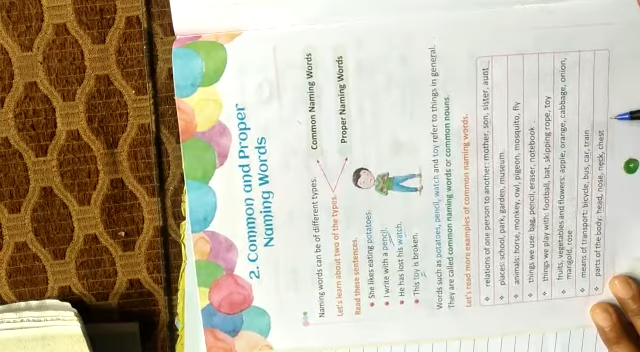 2. Common and Proper
Naming Words
Naming words can be of different types.
Common Naming Words
Let's learn about two of the types.
Proper Naming Words
Read these sentences.
She likes eating potatoes.
I write with a pencil.
He has lost his watch.
This toy is broken.
Words such as potatoes, pencil, watch and toy refer to things in general.
They are called common naming words or common nouns.
Let's read more examples of common naming words.
relations of one person to another: mother, son, sister, aunt
places: school, park, garden, museum
animals: horse, monkey, owl, pigeon, mosquito, fly
things we use: bag, pencil, eraser, notebook
things we play with: football, bat, skipping rope, toy
fruits, vegetables and flowers: apple, orange, cabbage, onion,
marigold, rose
means of transport: bicycle, bus, car, train
parts of the body: head, nose, neck, chest